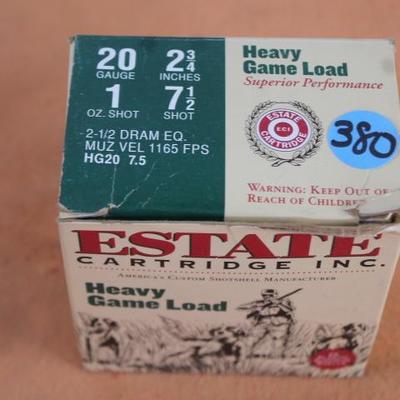 20 2 3/4
GAUGE INCHES
1 7 1/2
OZ. SHOT SHOT
2-1/2 DRAM EQ.
MUZ VEL 1165 FPS
HG20 7.5
Heavy
Game Load
Superior Performance
ESTATE
ECI
CARTRIDGE
380
WARNING: KEEP OUT OF
REACH OF CHILDREN
ESTATE
CARTRIDGE INC.
AMERICA'S CUSTOM SHOTSHELL MANUFACTURER
Heavy
Game Load